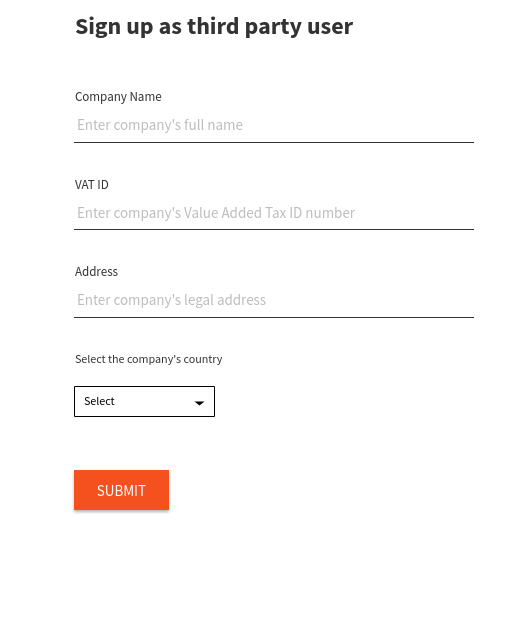 Sign up as third party user
Company Name
Enter company's full name
VAT ID
Enter company's Value Added Tax ID number
Address
Enter company's legal address
Select the company's country
Select
SUBMIT